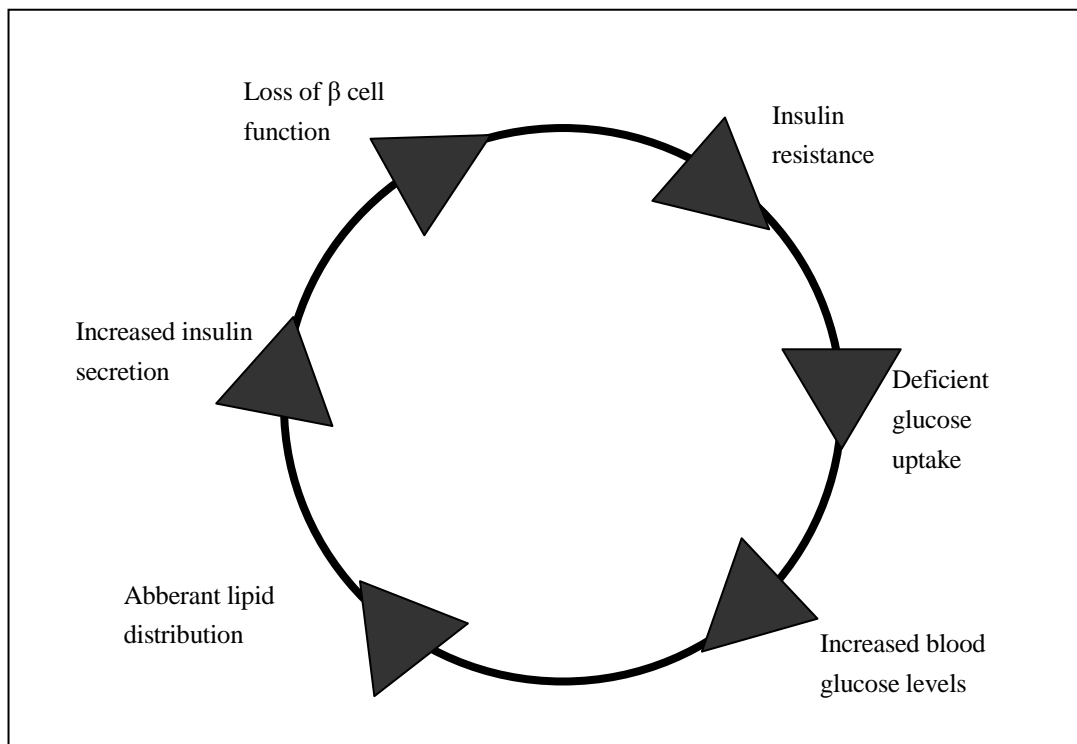 Loss of β cell
function
Insulin
resistance
Increased insulin
secretion
Deficient
glucose
uptake
Abberant lipid
distribution
Increased blood
glucose levels